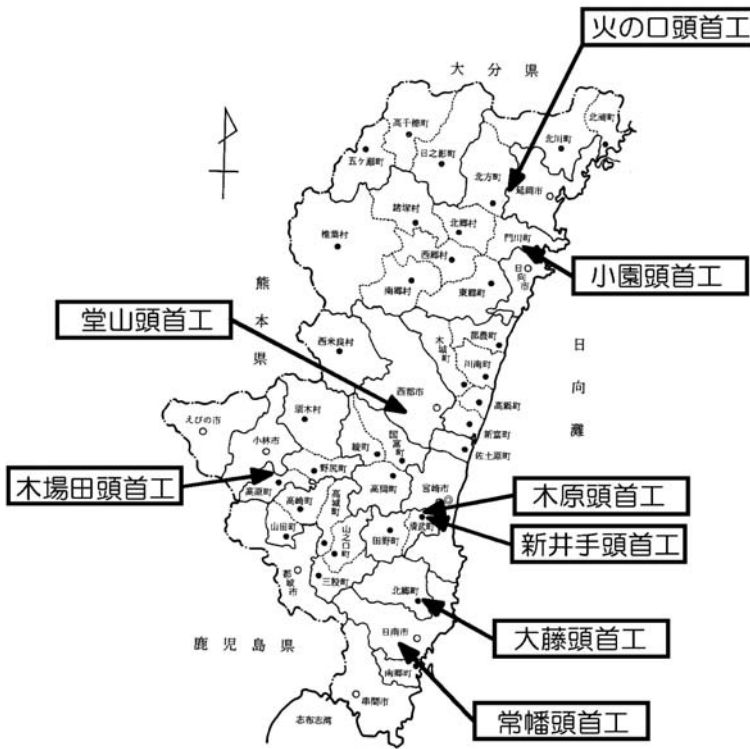 火の口頭首工
大分県
北浦町
高千穂町
北川町
日之影町
五ヶ瀬町
北方町
延岡市
諸塚村
北郷村
椎葉村
門川町
西郷村
日向市
小園頭首工
南郷村
東郷町
熊本県
堂山頭首工
都農町
木城町
西米良村
川南町
日向灘
西都市
高鍋町
須木村
えびの市
新富町
国富町
小林市
綾町
佐土原町
木場田頭首工
野尻町
高岡町
宮崎市
木原頭首工
高原町
高城町
高崎町
清武町
新井手頭首工
山田町
山之口町
田野町
都城市
三股町
北郷町
大藤頭首工
日南市
鹿児島県
南郷町
串間市
常幡頭首工
志布志湾